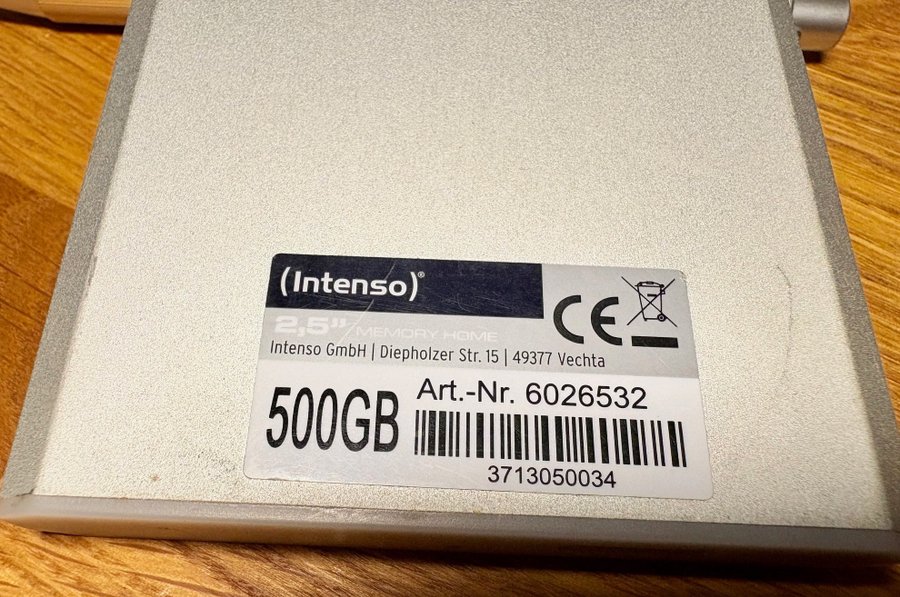 (Intenso)®
2,5” MEMORY HOME
Intenso GmbH | Diepholzer Str. 15 | 49377 Vechta
CE
500GB
Art.-Nr. 6026532
3713050034